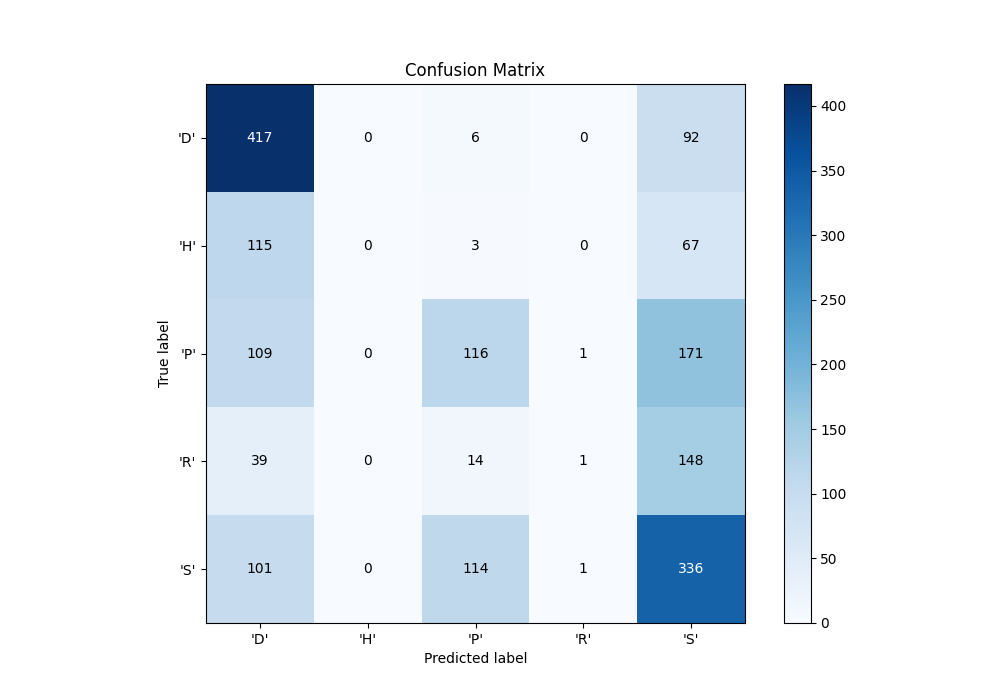 Confusion Matrix
'D' 417 0 6 0 92
'H' 115 0 3 0 67
'P' 109 0 116 1 171
'R' 39 0 14 1 148
'S' 101 0 114 1 336
'D' 'H' 'P' 'R' 'S'
Predicted label
True label
400
350
300
250
200
150
100
50
0